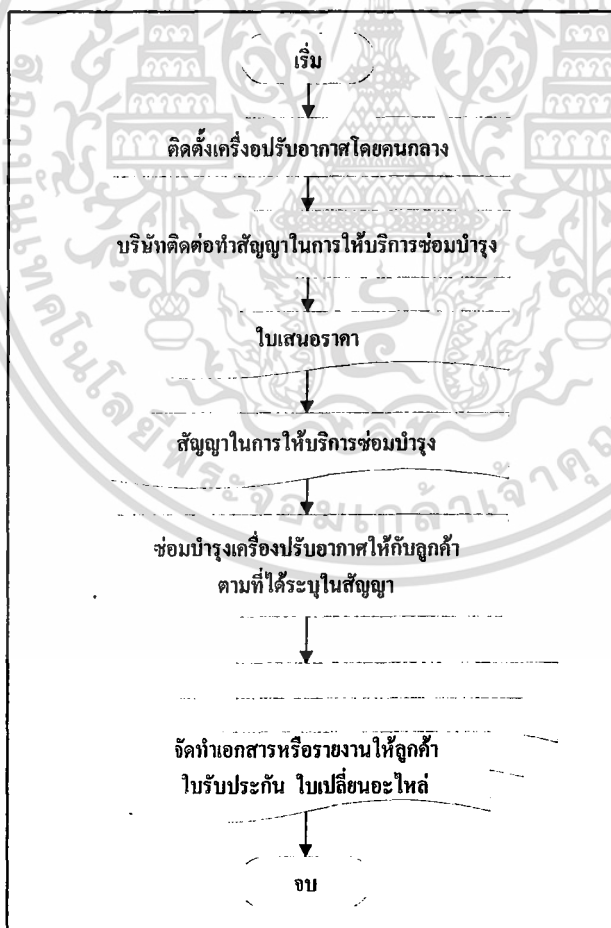 เริ่ม
ติดตั้งเครื่อปรับอากาศโดยคนกลาง
บริษัทติดต่อทำสัญญาในการให้บริการซ่อมบำรุง
ใบเสนอราคา
สัญญาในการให้บริการซ่อมบำรุง
ซ่อมบำรุงเครื่องปรับอากาศให้กับลูกค้า
ตามที่ได้ระบุในสัญญา
จัดทำเอกสารหรือรายงานให้ลูกค้า
ใบรับประกัน ใบเปลี่ยนอะไหล่
จบ